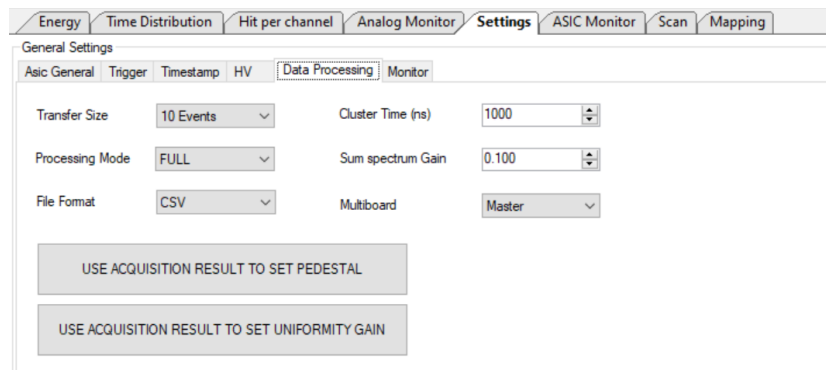 Energy Time Distribution Hit per channel Analog Monitor Settings ASIC Monitor Scan Mapping
General Settings
Asic General Trigger Timestamp HV Data Processing Monitor
Transfer Size 10 Events Cluster Time (ns) 1000
Processing Mode FULL Sum spectrum Gain 0.100
File Format CSV Multiboard Master
USE ACQUISITION RESULT TO SET PEDESTAL
USE ACQUISITION RESULT TO SET UNIFORMITY GAIN